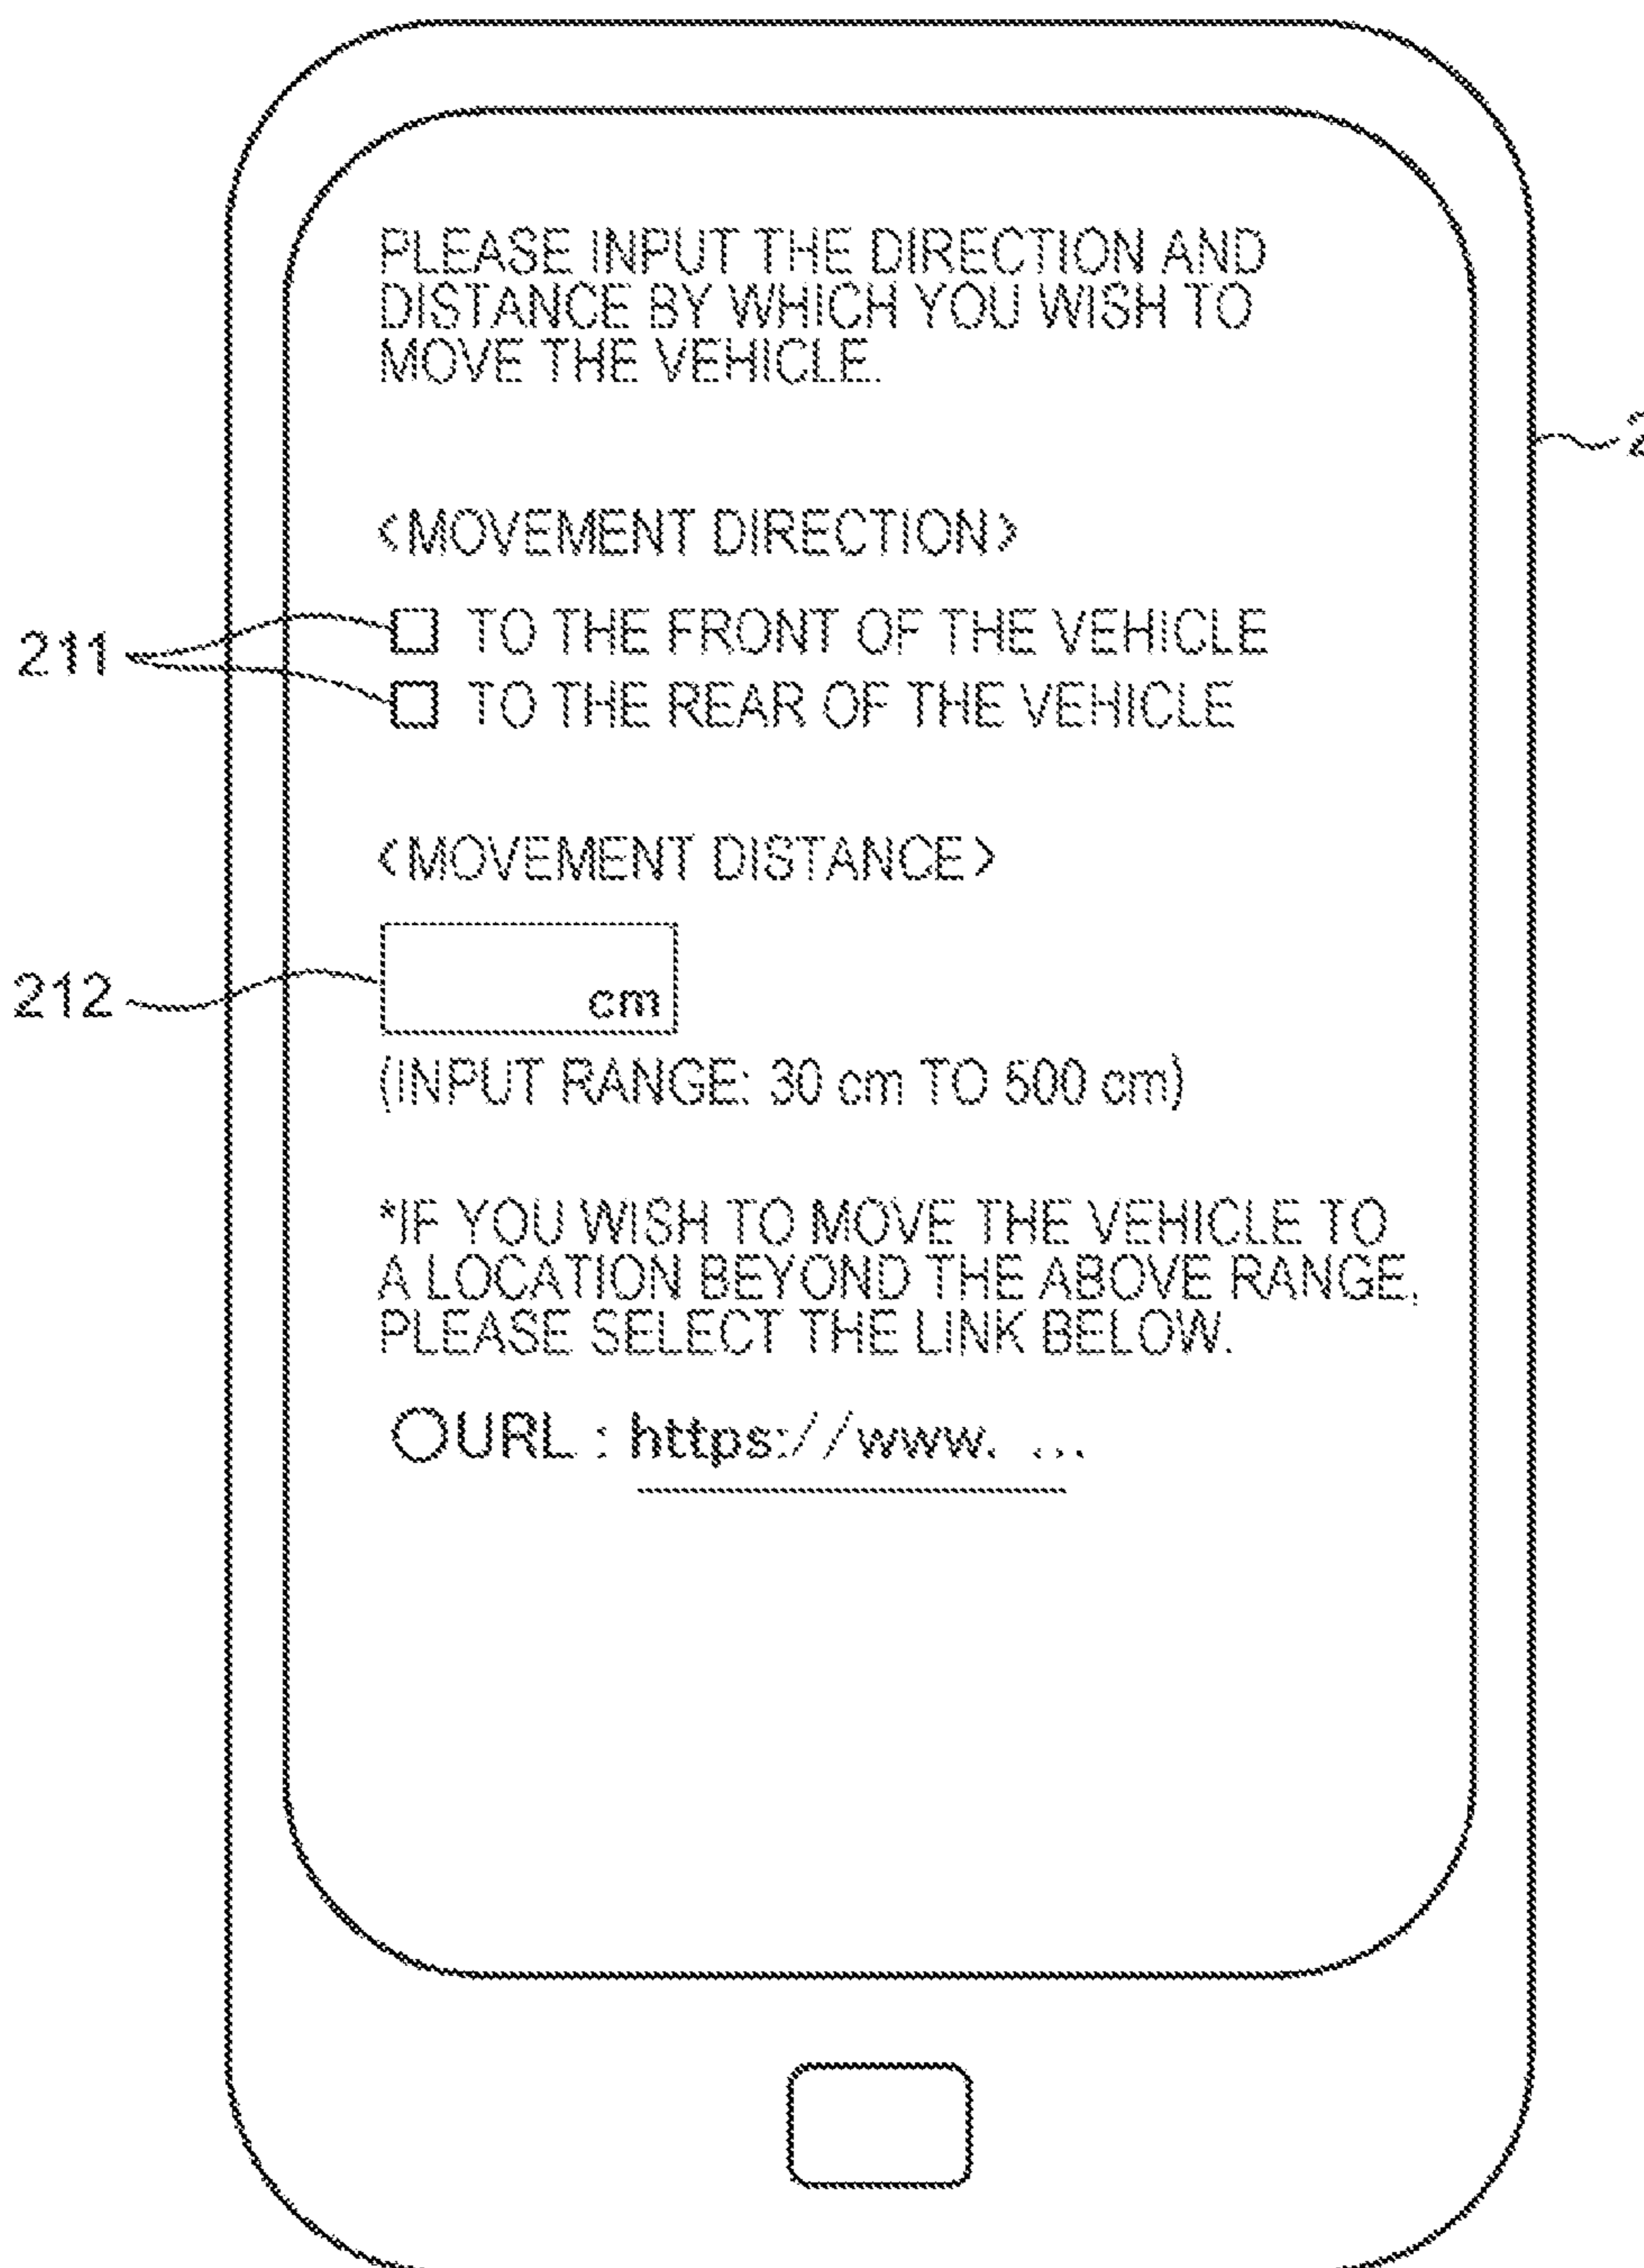 PLEASE INPUT THE DIRECTION AND
DISTANCE BY WHICH YOU WISH TO
MOVE THE VEHICLE.
<MOVEMENT DIRECTION>
211
□ TO THE FRONT OF THE VEHICLE
□ TO THE REAR OF THE VEHICLE
<MOVEMENT DISTANCE>
212
cm
(INPUT RANGE: 30 cm TO 500 cm)
*IF YOU WISH TO MOVE THE VEHICLE TO
A LOCATION BEYOND THE ABOVE RANGE,
PLEASE SELECT THE LINK BELOW.
○URL : https://www. ...